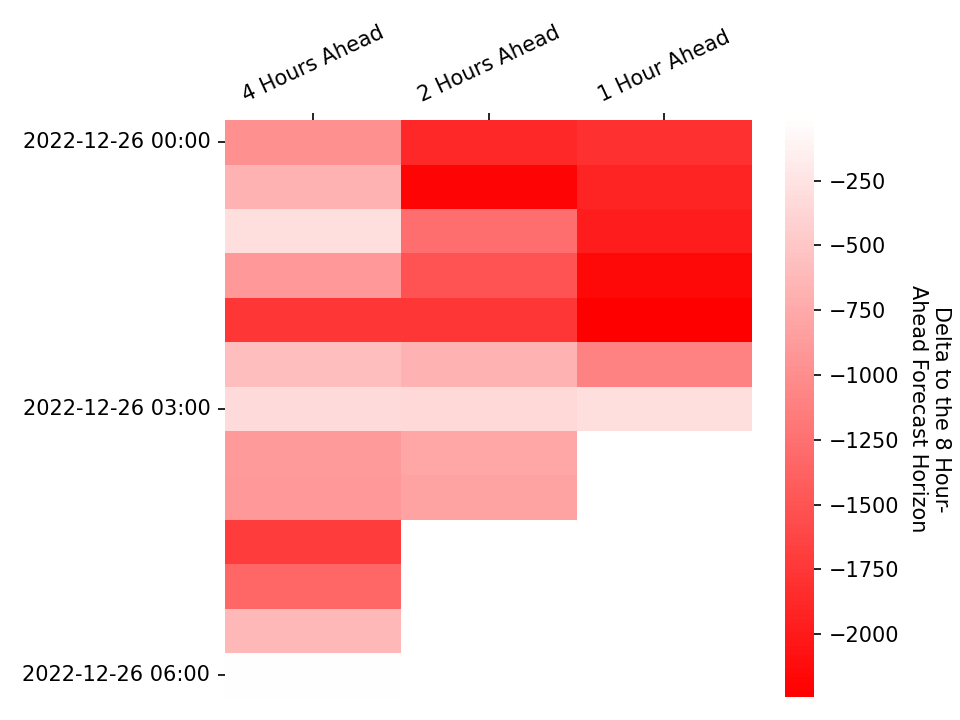 4 Hours Ahead
2 Hours Ahead
1 Hour Ahead
2022-12-26 00:00
2022-12-26 03:00
2022-12-26 06:00
−250
−500
−750
−1000
−1250
−1500
−1750
−2000
Delta to the 8 Hour-
Ahead Forecast Horizon